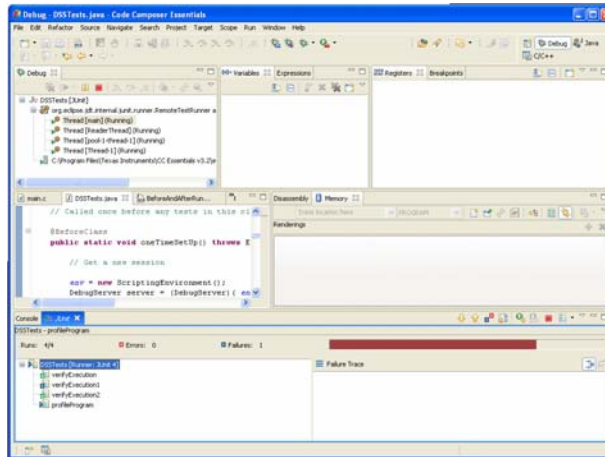 Debug - DSSTests.java - Code Composer Essentials
File Edit Refactor Source Navigate Search Project Target Scope Run Window Help
Debug Java
C/C++
Debug
Variables Expressions
Registers Breakpoints
DSSTests [JUnit]
org.eclipse.jdt.internal.junit.runner.RemoteTestRunner a
Thread [main] (Running)
Thread [ReaderThread] (Running)
Thread [pool-1-thread-1] (Running)
Thread [Thread-1] (Running)
C:\Program Files\Texas Instruments\CC Essentials v3.2\e
main.c DSSTests.java BeforeAndAfterRun...
Disassembly Memory
// Called once before any tests in this cl
@BeforeClass
public static void oneTimeSetUp() throws E
// Get a new session
env = new ScriptingEnvironment();
DebugServer server = (DebugServer)( en
PROGRAM
Renderings
Console JUnit
DSSTests - profileProgram
Runs: 4/4 Errors: 0 Failures: 1
DSSTests [Runner: JUnit 4]
verifyExecution
verifyExecution1
verifyExecution2
profileProgram
Failure Trace